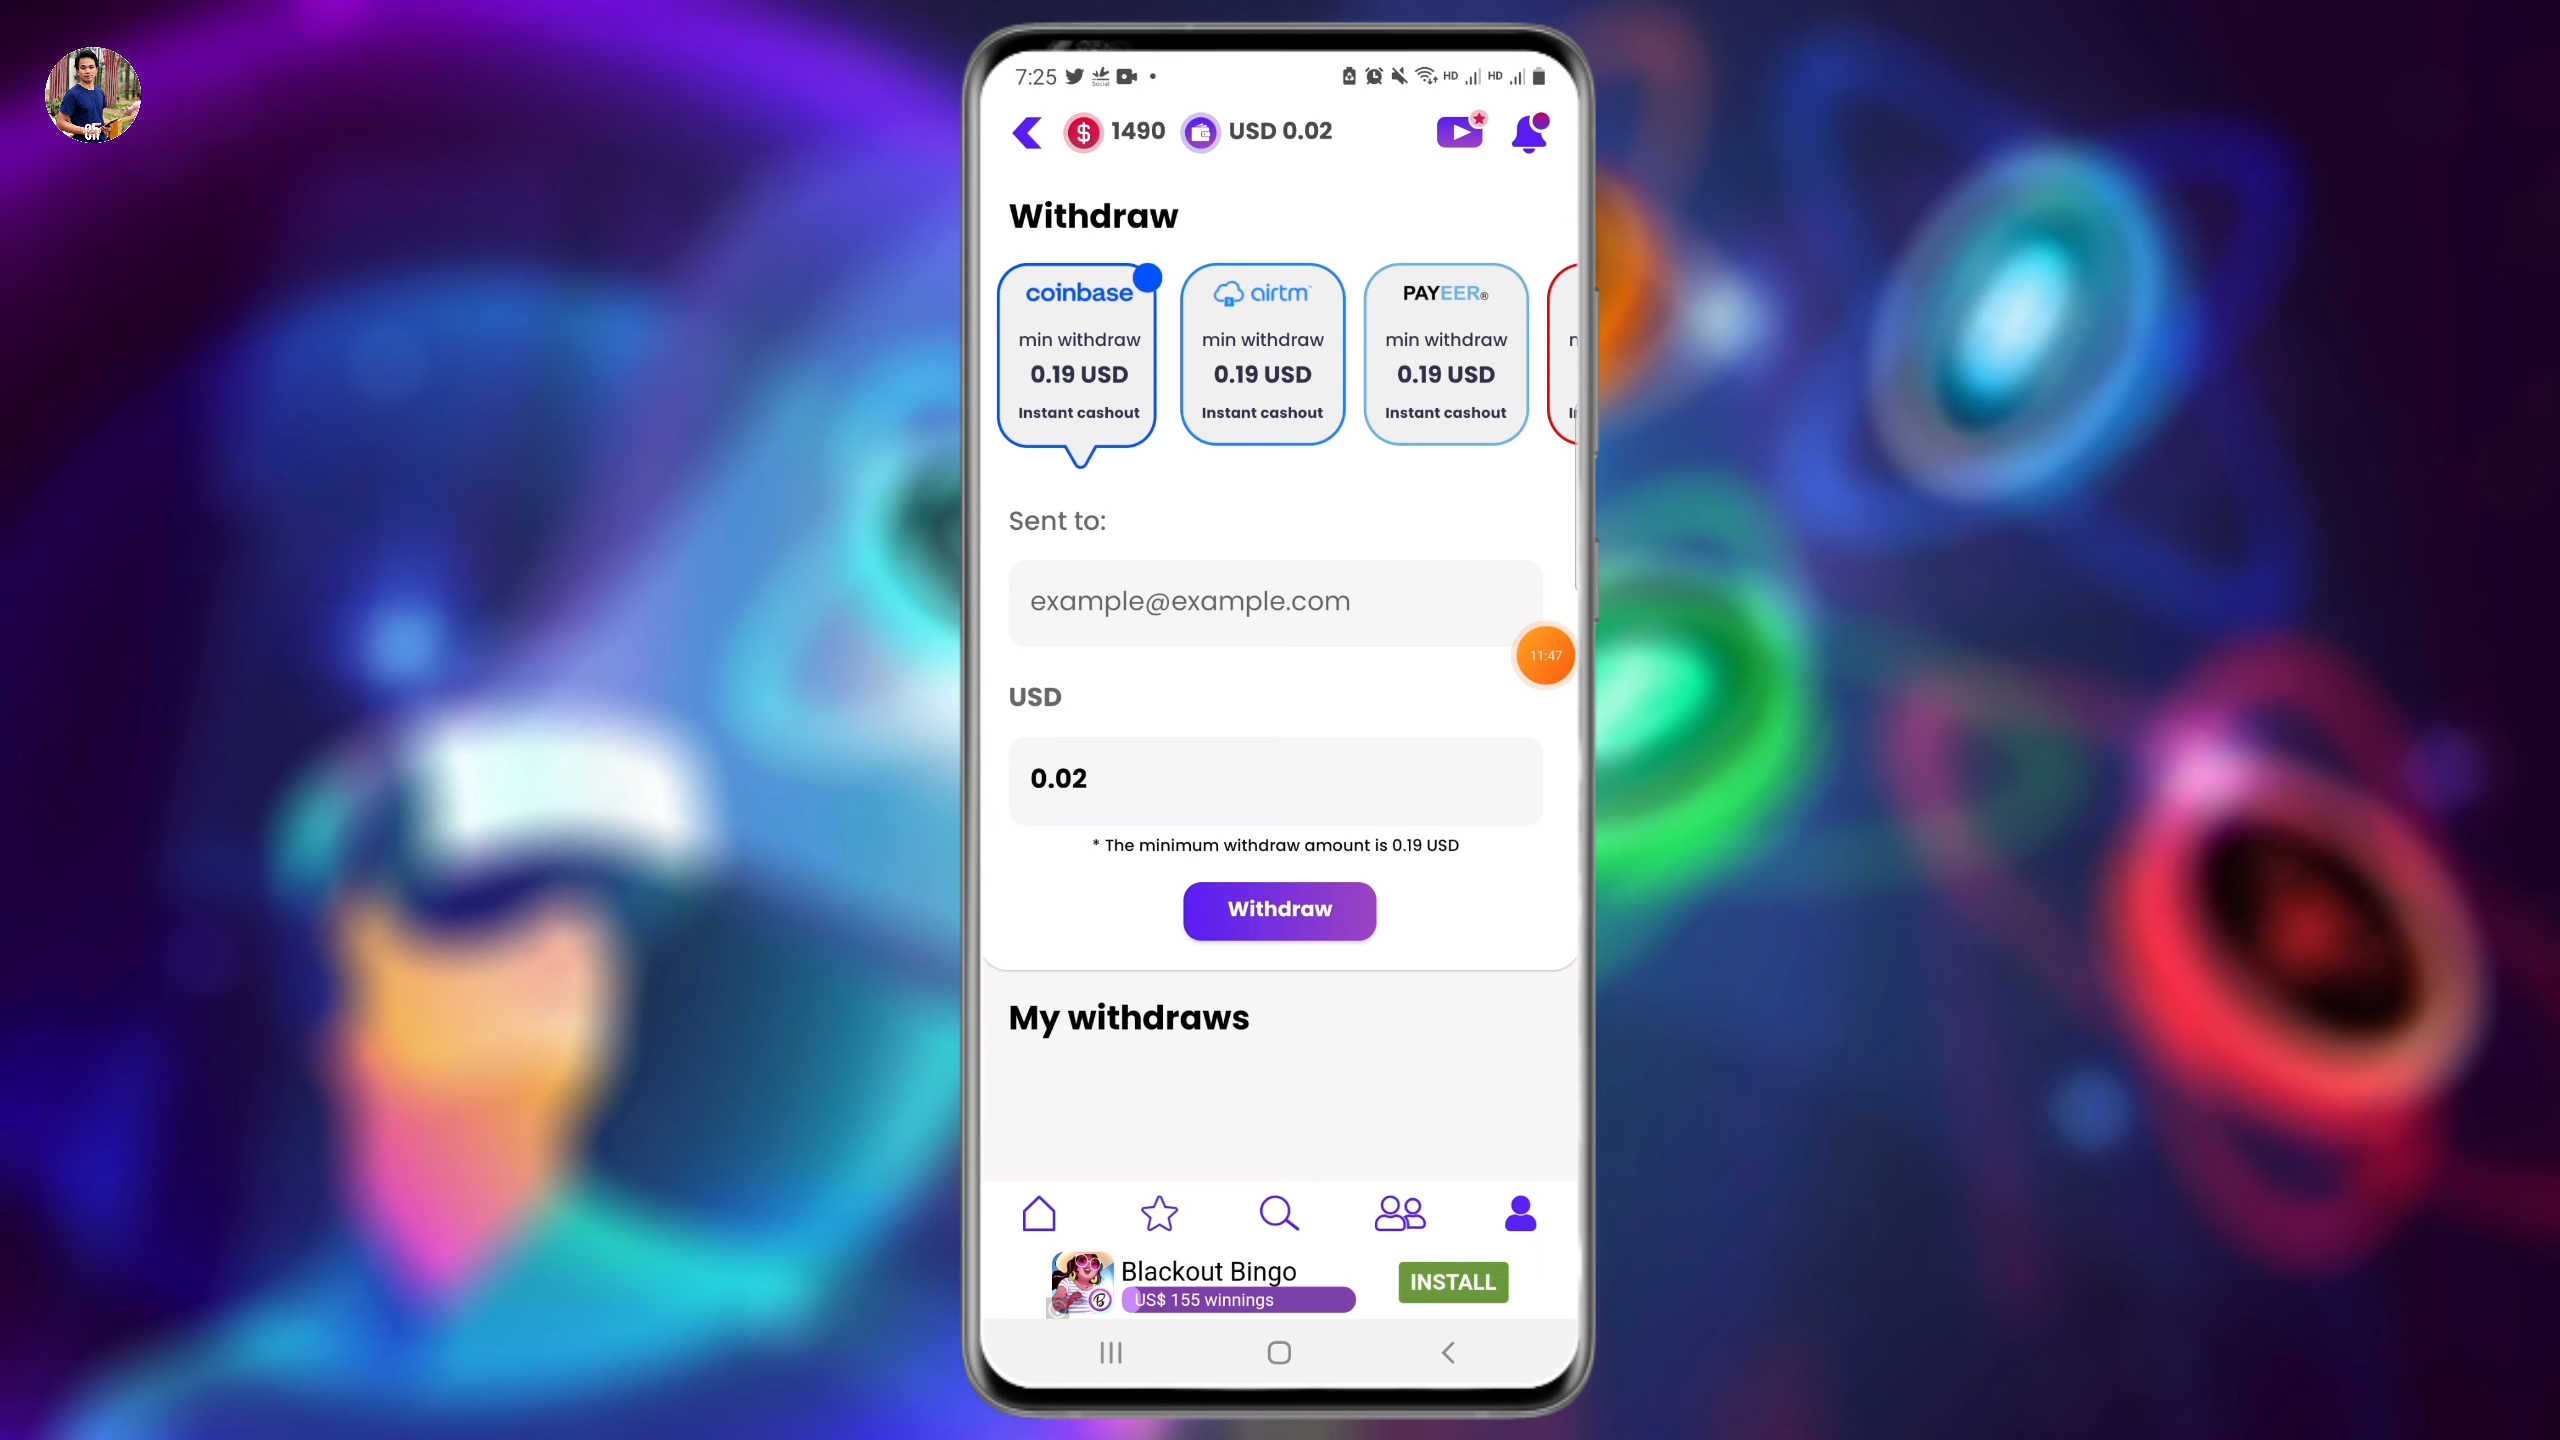 7:25 HD HD
1490 USD 0.02
Withdraw
coinbase
min withdraw
0.19 USD
Instant cashout
airtm
min withdraw
0.19 USD
Instant cashout
PAYEER®
min withdraw
0.19 USD
Instant cashout
Sent to:
example@example.com
11:47
USD
0.02
* The minimum withdraw amount is 0.19 USD
Withdraw
My withdraws
Blackout Bingo
US$ 155 winnings
INSTALL